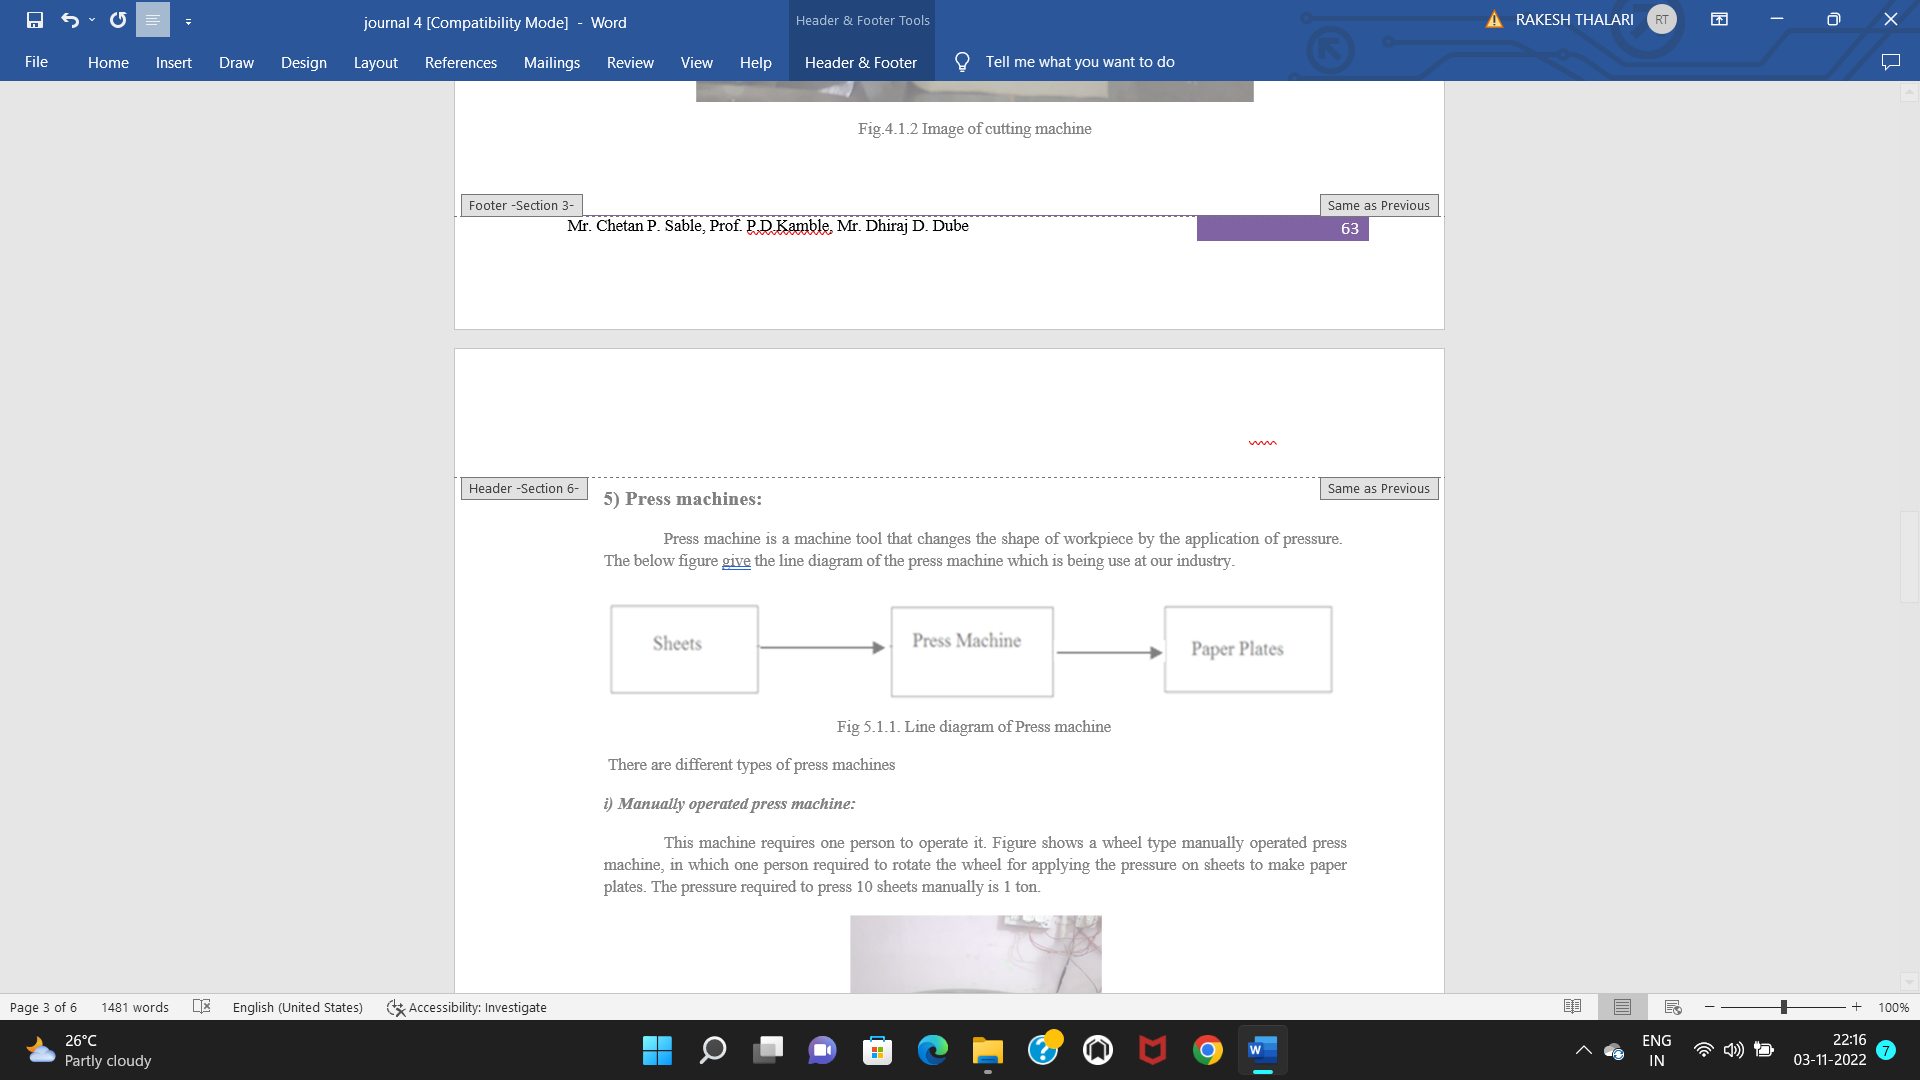 journal 4 [Compatibility Mode] - Word
Header & Footer Tools
RAKESH THALARI
RT
File
Home
Insert
Draw
Design
Layout
References
Mailings
Review
View
Help
Header & Footer
Tell me what you want to do
Fig.4.1.2 Image of cutting machine
Footer -Section 3-
Same as Previous
Mr. Chetan P. Sable, Prof. P.D.Kamble, Mr. Dhiraj D. Dube
63
Header -Section 6-
Same as Previous
5) Press machines:
Press machine is a machine tool that changes the shape of workpiece by the application of pressure.
The below figure give the line diagram of the press machine which is being use at our industry.
Sheets
Press Machine
Paper Plates
Fig 5.1.1. Line diagram of Press machine
There are different types of press machines
i) Manually operated press machine:
This machine requires one person to operate it. Figure shows a wheel type manually operated press
machine, in which one person required to rotate the wheel for applying the pressure on sheets to make paper
plates. The pressure required to press 10 sheets manually is 1 ton.
Page 3 of 6
1481 words
English (United States)
Accessibility: Investigate
100%
26°C
Partly cloudy
W
ENG
IN
22:16
03-11-2022
7